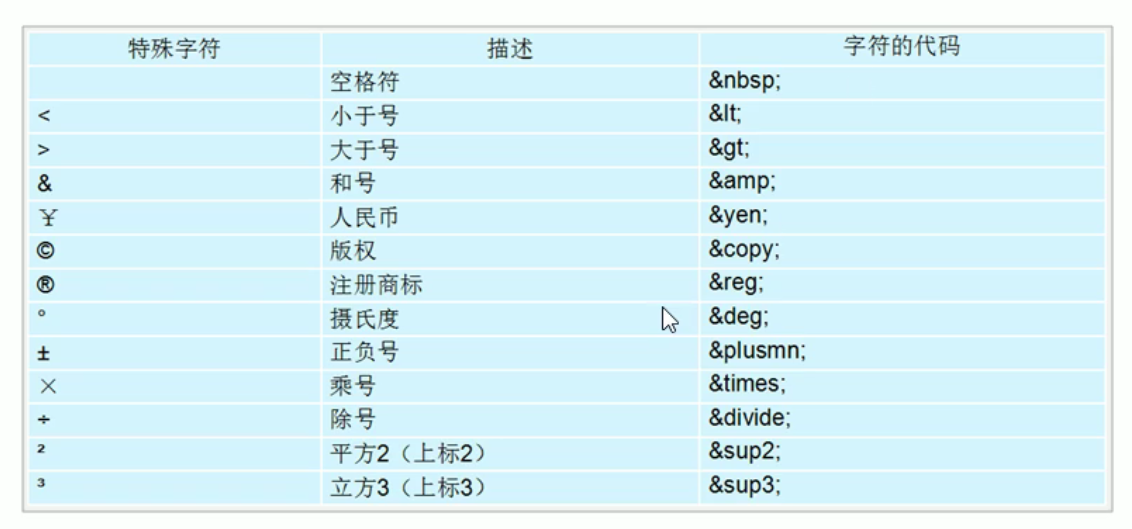 特殊字符 描述 字符的代码
空格符 &nbsp;
< 小于号 &lt;
> 大于号 &gt;
& 和号 &amp;
¥ 人民币 &yen;
© 版权 &copy;
® 注册商标 &reg;
° 摄氏度 &deg;
± 正负号 &plusmn;
× 乘号 &times;
÷ 除号 &divide;
² 平方2（上标2） &sup2;
³ 立方3（上标3） &sup3;